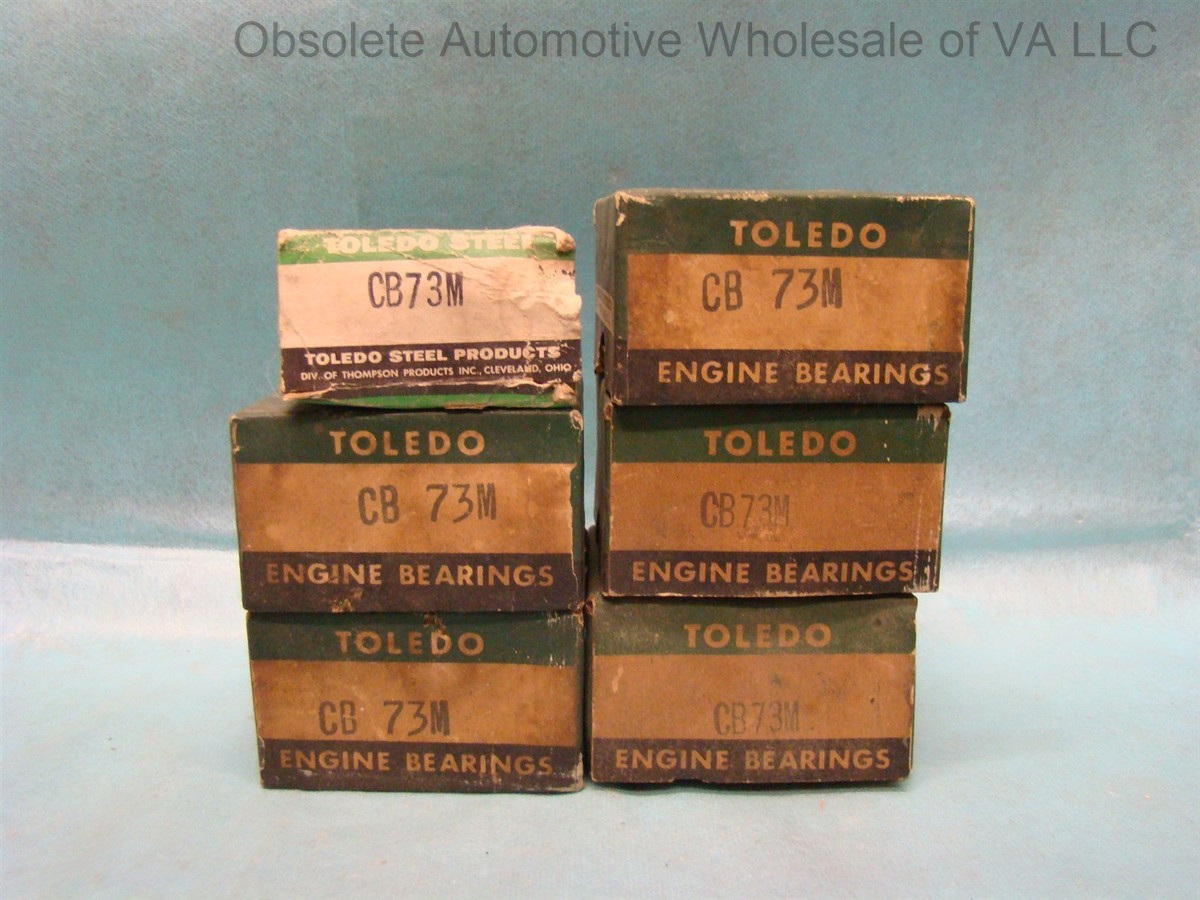 Obsolete Automotive Wholesale of VA LLC
TOLEDO STEEL
CB73M
TOLEDO STEEL PRODUCTS
DIV. OF THOMPSON PRODUCTS INC., CLEVELAND, OHIO
TOLEDO
CB 73M
ENGINE BEARINGS
TOLEDO
CB 73M
ENGINE BEARINGS
TOLEDO
CB 73M
ENGINE BEARINGS
TOLEDO
CB73M
ENGINE BEARINGS
TOLEDO
CB73M
ENGINE BEARINGS